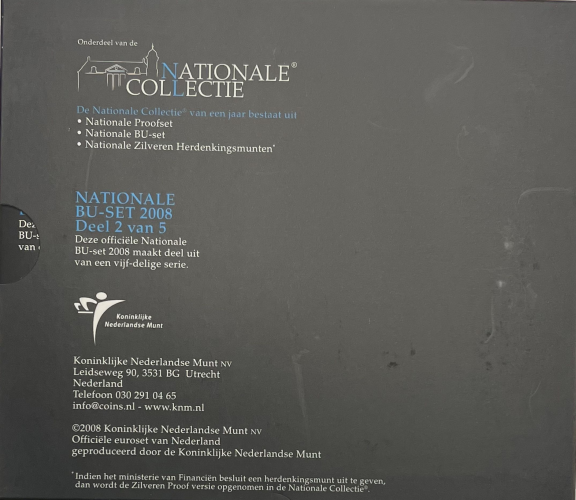 Onderdeel van de
NATIONALE®
COLLECTIE
De Nationale Collectie® van een jaar bestaat uit
• Nationale Proofset
• Nationale BU-set
• Nationale Zilveren Herdenkingsmunten*
NATIONALE
BU-SET 2008
Deel 2 van 5
Deze officiële Nationale
BU-set 2008 maakt deel uit
van een vijf-delige serie.
Dez
BU-s
van
Koninklijke
Nederlandse Munt
Koninklijke Nederlandse Munt NV
Leidseweg 90, 3531 BG Utrecht
Nederland
Telefoon 030 291 04 65
info@coins.nl - www.knm.nl
©2008 Koninklijke Nederlandse Munt NV
Officiële euroset van Nederland
geproduceerd door de Koninklijke Nederlandse Munt
*Indien het ministerie van Financiën besluit een herdenkingsmunt uit te geven,
dan wordt de Zilveren Proof versie opgenomen in de Nationale Collectie®.